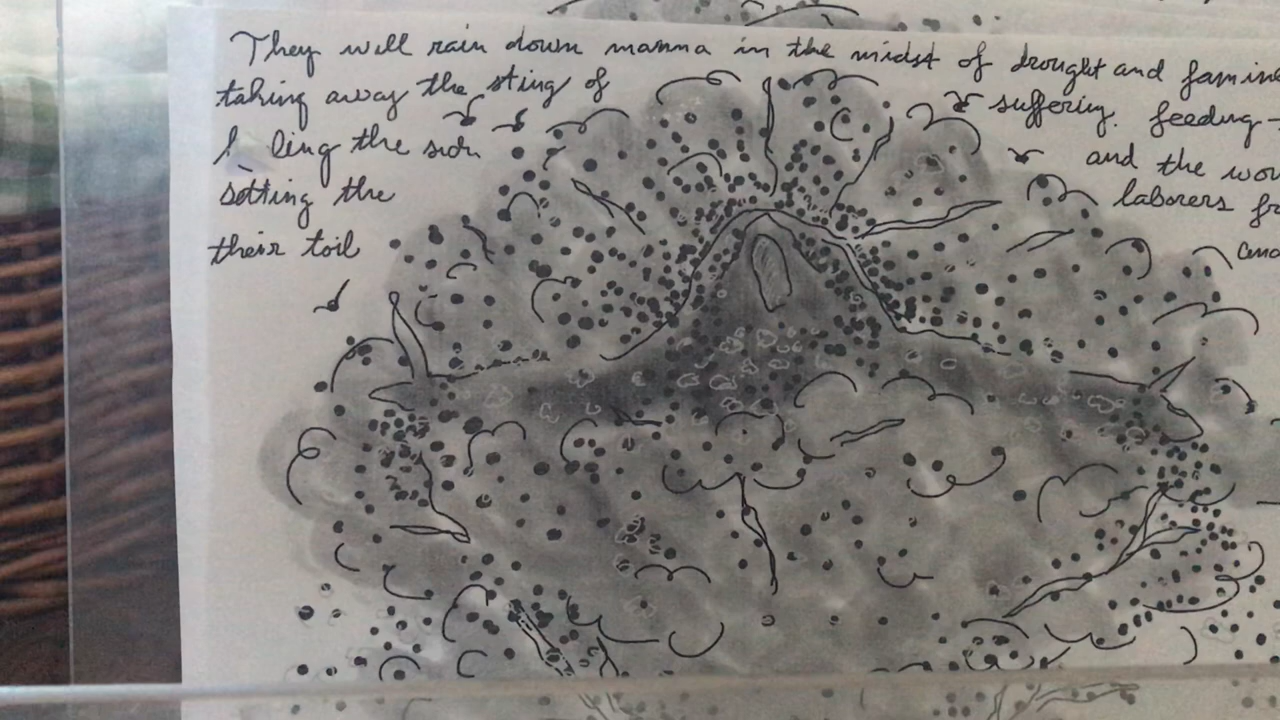 They will rain down manna in the midst of drought and famine
taking away the sting of suffering. feeding-
ling the sick and the
setting the laborers
their toil